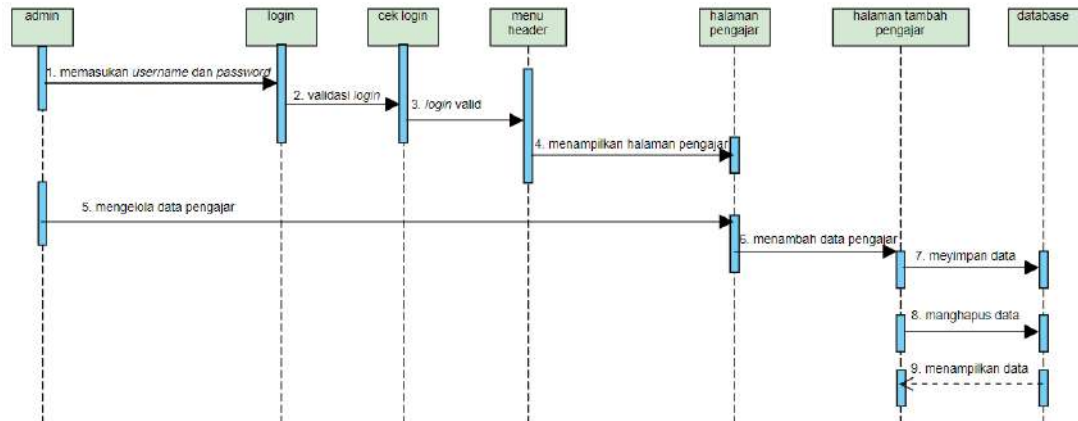 admin
login
cek login
menu
header
halaman
pengajar
halaman tambah
pengajar
database
1. memasukan username dan password
2. validasi login
3. login valid
4. menampilkan halaman pengajar
5. mengelola data pengajar
6. menambah data pengajar
7. meyimpan data
8. manghapus data
9. menampilkan data